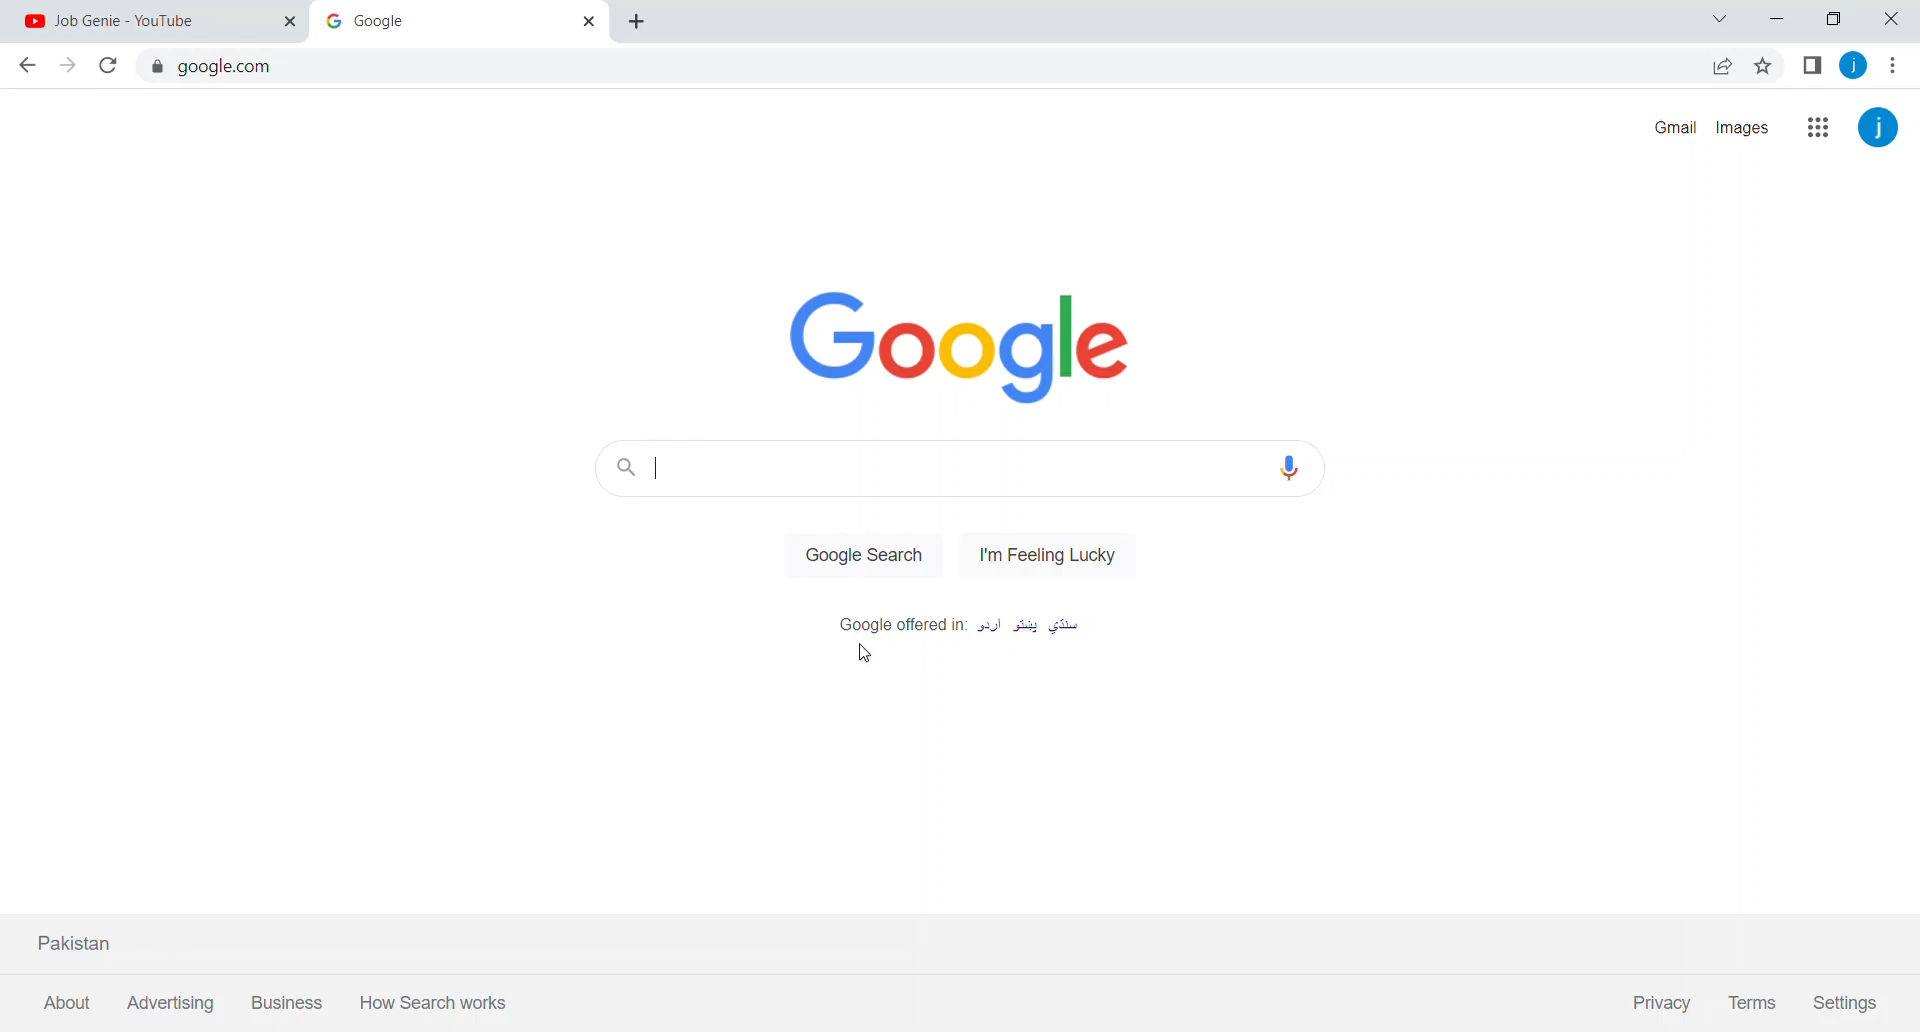 Job Genie - YouTube
Google
google.com
Gmail Images
j
j
Google
Google Search
I'm Feeling Lucky
Google offered in: اردو پښتو سنڌي
Pakistan
About Advertising Business How Search works
Privacy Terms Settings